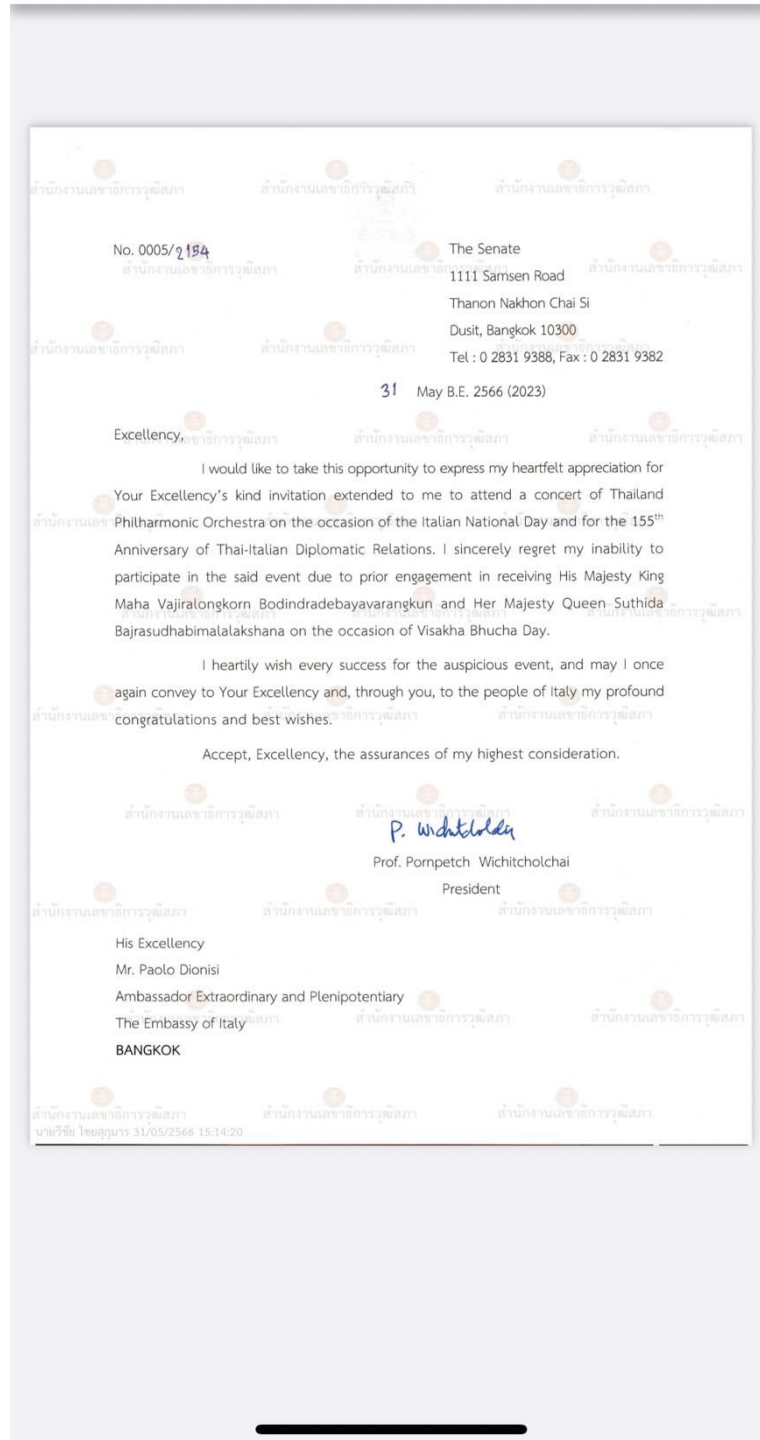 No. 0005/2154
The Senate
1111 Samsen Road
Thanon Nakhon Chai Si
Dusit, Bangkok 10300
Tel : 0 2831 9388, Fax : 0 2831 9382
31 May B.E. 2566 (2023)
Excellency,
I would like to take this opportunity to express my heartfelt appreciation for
Your Excellency's kind invitation extended to me to attend a concert of Thailand
Philharmonic Orchestra on the occasion of the Italian National Day and for the 155th
Anniversary of Thai-Italian Diplomatic Relations. I sincerely regret my inability to
participate in the said event due to prior engagement in receiving His Majesty King
Maha Vajiralongkorn Bodindradebayavarangkun and Her Majesty Queen Suthida
Bajrasudhabimalalakshana on the occasion of Visakha Bhucha Day.
I heartily wish every success for the auspicious event, and may I once
again convey to Your Excellency and, through you, to the people of Italy my profound
congratulations and best wishes.
Accept, Excellency, the assurances of my highest consideration.
Prof. Pornpetch Wichitcholchai
President
His Excellency
Mr. Paolo Dionisi
Ambassador Extraordinary and Plenipotentiary
The Embassy of Italy
BANGKOK
สำนักงานเลขาธิการวุฒิสภา
นายวิชัย ไชยสุกุมาร 31/05/2566 15:14:20